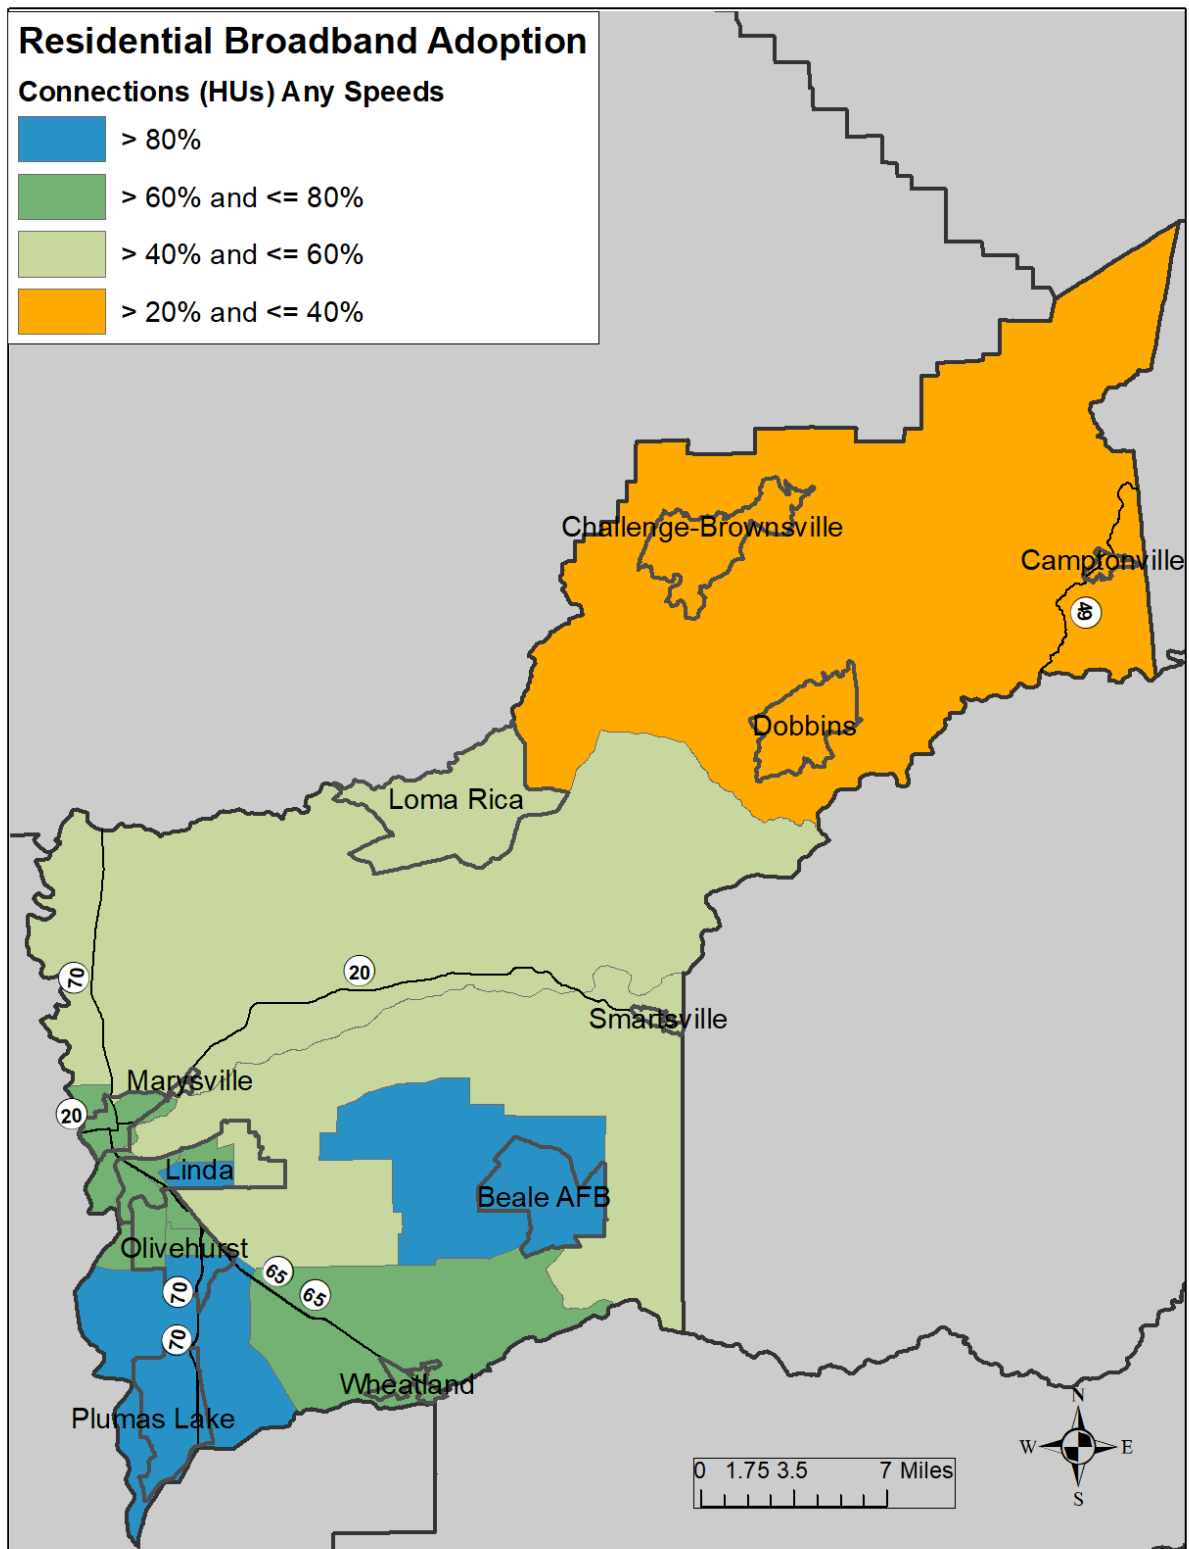 Residential Broadband Adoption
Connections (HUs) Any Speeds
> 80%
> 60% and <= 80%
> 40% and <= 60%
> 20% and <= 40%
Challenge-Brownsville
Camptonville
49
Dobbins
Loma Rica
70
20
Smartsville
Marysville
20
Linda
Beale AFB
Olivehurst
65
70
65
70
Wheatland
Plumas Lake
N
W E
S
0 1.75 3.5 7 Miles